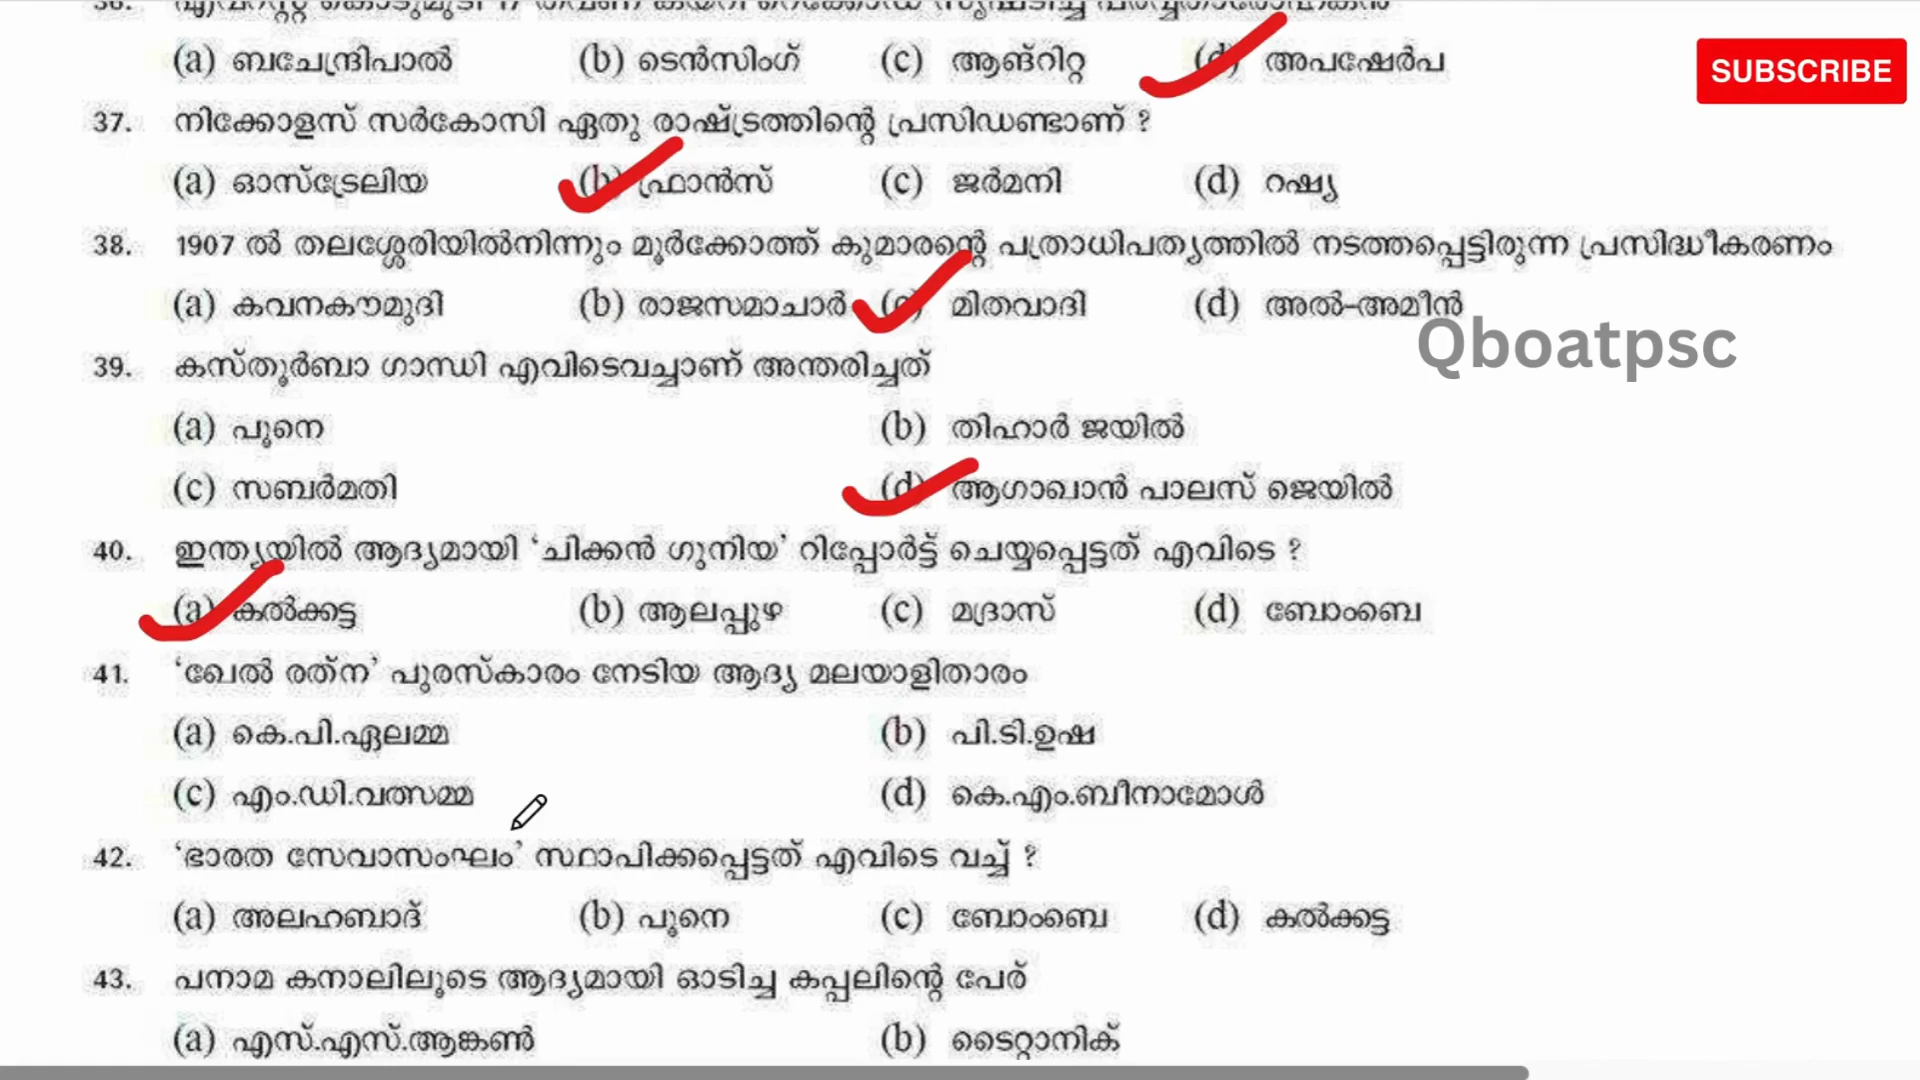 36. എവറസ്റ്റ് കൊടുമുടി
(a) ബചേന്ദ്രിപാൽ (b) ടെൻസിംഗ് (c) ആങ്റിറ്റ (d) അപഷേർപ
SUBSCRIBE
37. നിക്കോളസ് സർകോസി ഏതു രാഷ്ട്രത്തിന്റെ പ്രസിഡണ്ടാണ് ?
(a) ഓസ്ട്രേലിയ (b) ഫ്രാൻസ് (c) ജർമനി (d) റഷ്യ
38. 1907 ൽ തലശ്ശേരിയിൽനിന്നും മൂർക്കോത്ത് കുമാരന്റെ പത്രാധിപത്യത്തിൽ നടത്തപ്പെട്ടിരുന്ന പ്രസിദ്ധീകരണം
(a) കവനകൗമുദി (b) രാജസമാചാർ (c) മിതവാദി (d) അൽ-അമീൻ
Qboatpsc
39. കസ്തൂർബാ ഗാന്ധി എവിടെവച്ചാണ് അന്തരിച്ചത്
(a) പൂനെ (b) തിഹാർ ജയിൽ
(c) സബർമതി (d) ആഗാഖാൻ പാലസ് ജെയിൽ
40. ഇന്ത്യയിൽ ആദ്യമായി ‘ചിക്കൻ ഗുനിയ’ റിപ്പോർട്ട് ചെയ്യപ്പെട്ടത് എവിടെ ?
(a) കൽക്കട്ട (b) ആലപ്പുഴ (c) മദ്രാസ് (d) ബോംബെ
41. ‘ഖേൽ രത്ന’ പുരസ്കാരം നേടിയ ആദ്യ മലയാളിതാരം
(a) കെ.പി.ഏലമ്മ (b) പി.ടി.ഉഷ
(c) എം.ഡി.വത്സമ്മ (d) കെ.എം.ബീനാമോൾ
42. ‘ഭാരത സേവാസംഘം’ സ്ഥാപിക്കപ്പെട്ടത് എവിടെ വച്ച് ?
(a) അലഹബാദ് (b) പൂനെ (c) ബോംബെ (d) കൽക്കട്ട
43. പനാമ കനാലിലൂടെ ആദ്യമായി ഓടിച്ച കപ്പലിന്റെ പേര്
(a) എസ്.എസ്.ആങ്കൺ (b) ടൈറ്റാനിക്